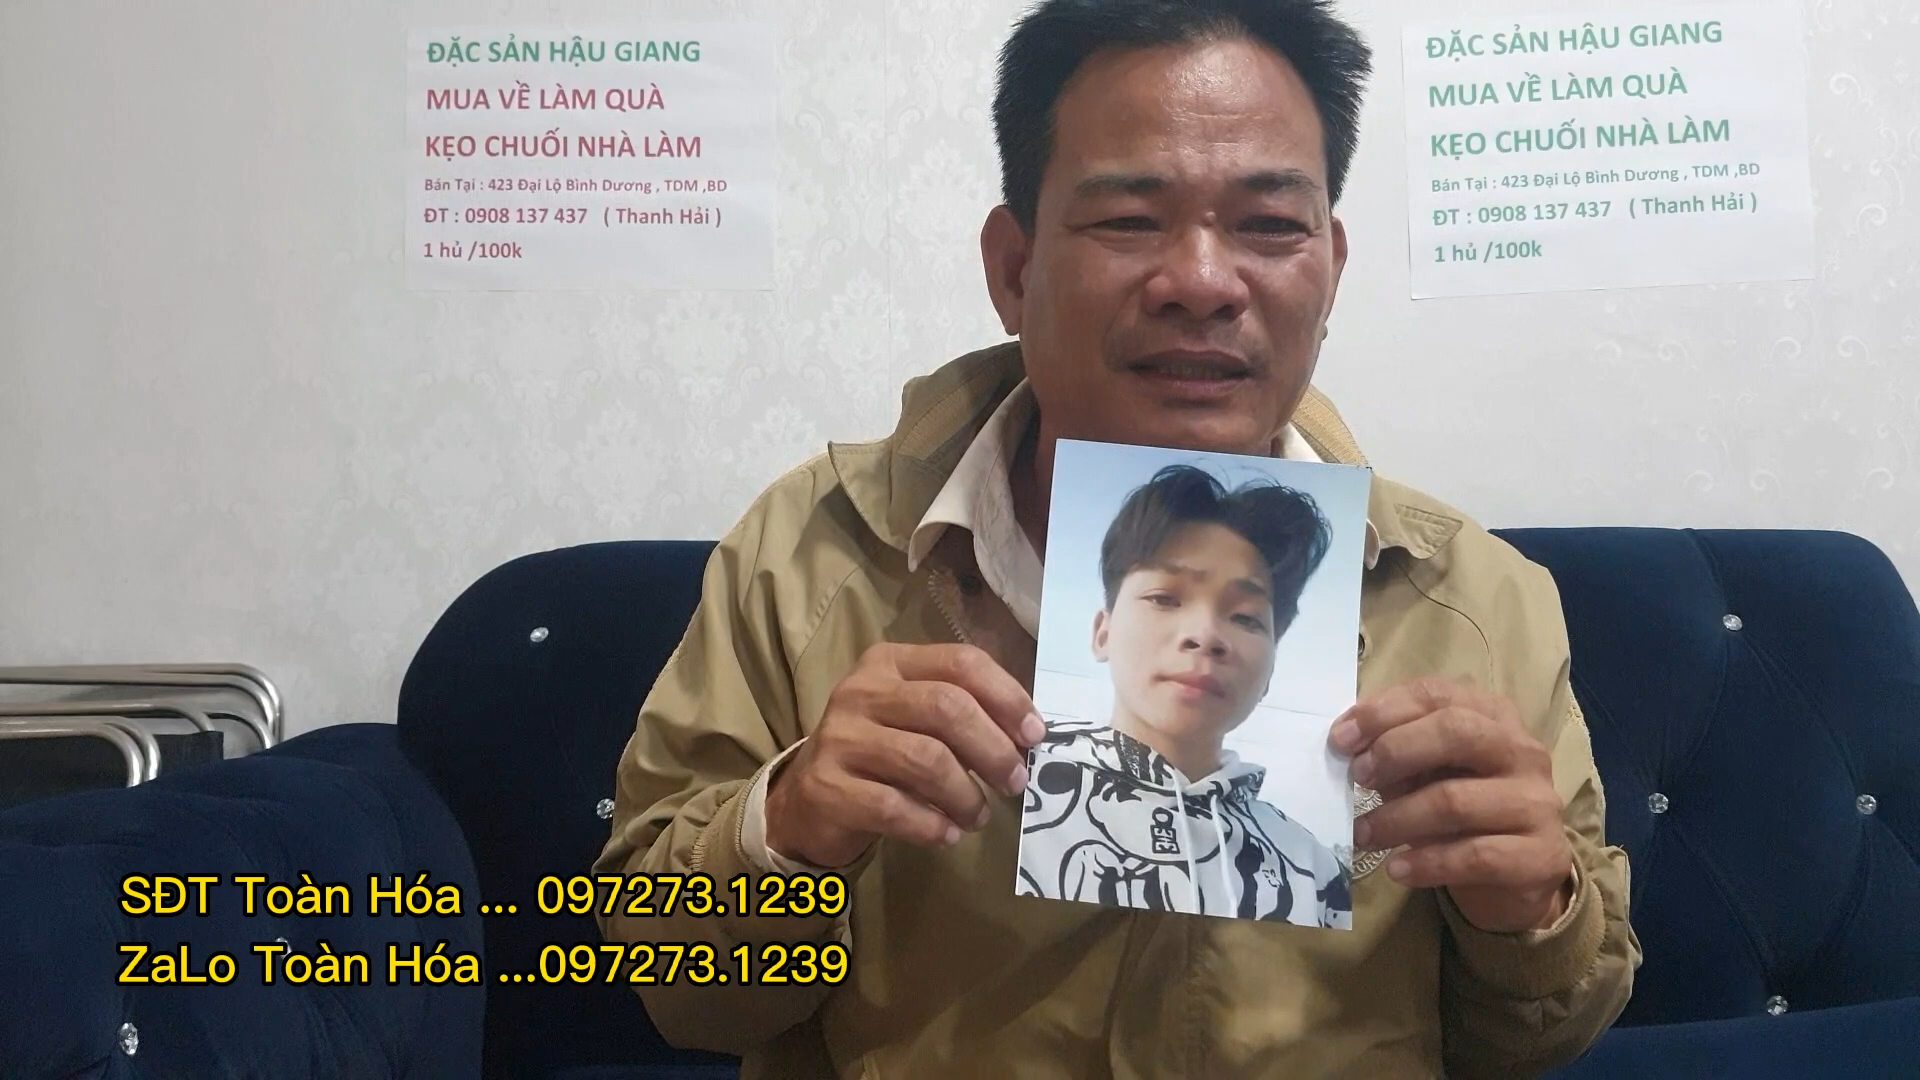 ĐẶC SẢN HẬU GIANG
MUA VỀ LÀM QUÀ
KẸO CHUỐI NHÀ LÀM
Bán Tại : 423 Đại Lộ Bình Dương , TDM ,BD
ĐT : 0908 137 437 ( Thanh Hải )
1 hủ /100k
ĐẶC SẢN HẬU GIANG
MUA VỀ LÀM QUÀ
KẸO CHUỐI NHÀ LÀM
Bán Tại : 423 Đại Lộ Bình Dương , TDM ,BD
ĐT : 0908 137 437 ( Thanh Hải )
1 hủ /100k
SĐT Toàn Hóa ... 097273.1239
ZaLo Toàn Hóa ...097273.1239